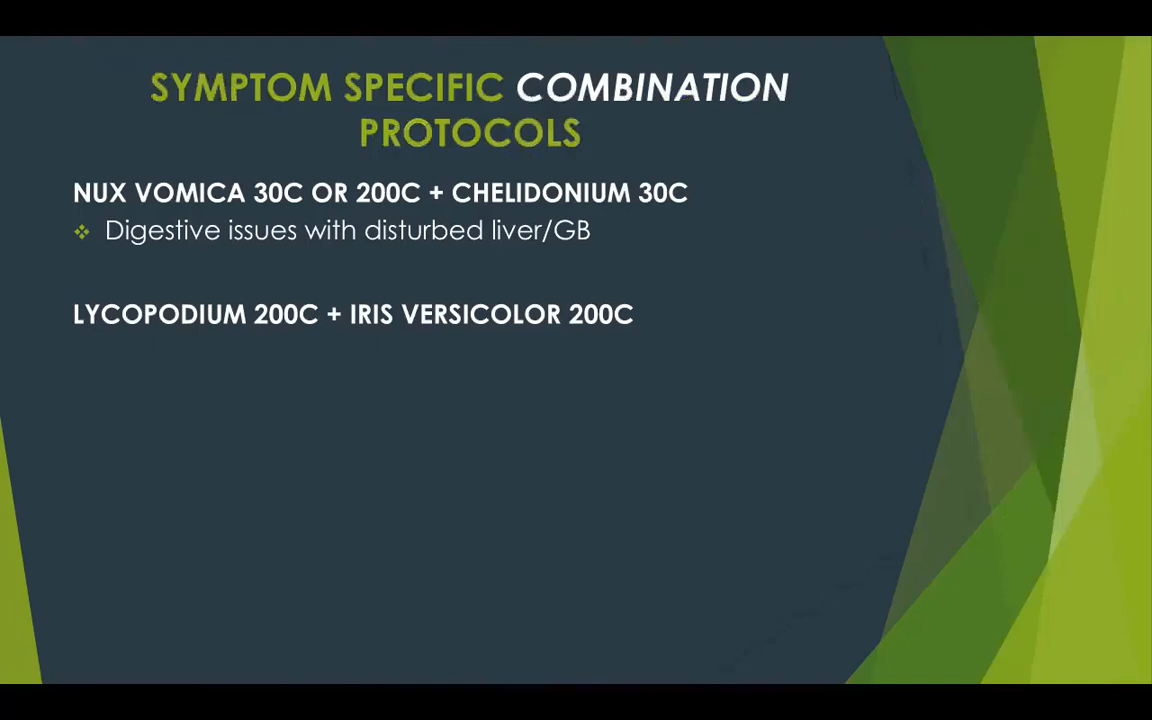 SYMPTOM SPECIFIC COMBINATION
PROTOCOLS
NUX VOMICA 30C OR 200C + CHELIDONIUM 30C
Digestive issues with disturbed liver/GB
LYCOPODIUM 200C + IRIS VERSICOLOR 200C